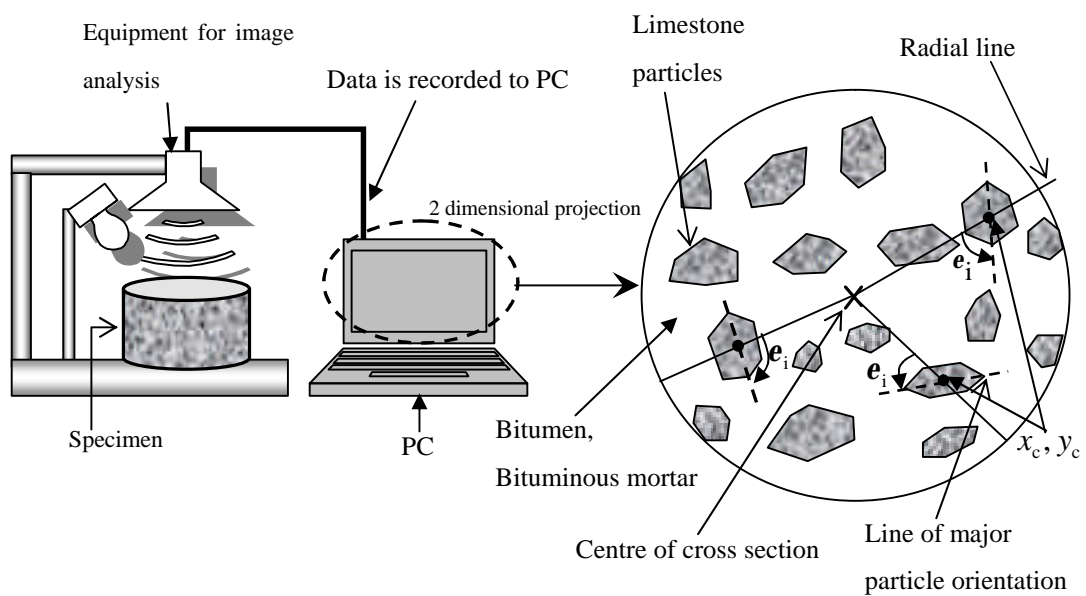 Equipment for image
analysis
Data is recorded to PC
2 dimensional projection
Specimen
PC
Limestone
particles
Radial line
e_i
e_i
e_i
x_c, y_c
Bitumen,
Bituminous mortar
Centre of cross section
Line of major
particle orientation